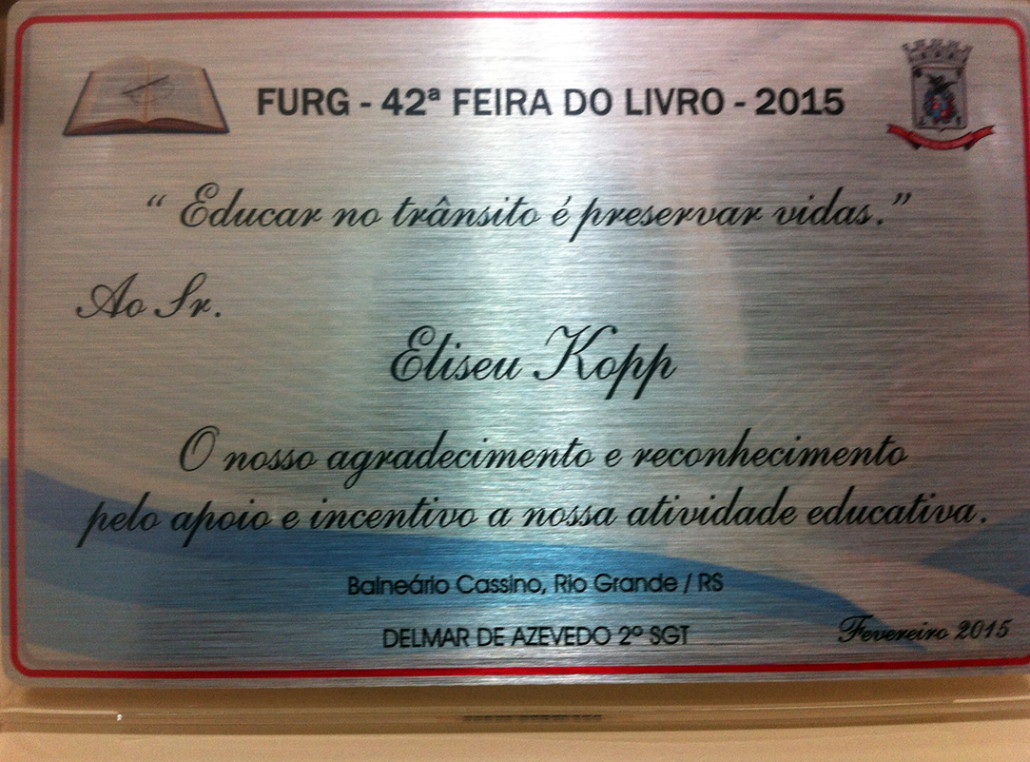 FURG - 42ª FEIRA DO LIVRO - 2015
“ Educar no trânsito é preservar vidas.”
Ao Sr.
Eliseu Kopp
O nosso agradecimento e reconhecimento
pelo apoio e incentivo a nossa atividade educativa.
Balneário Cassino, Rio Grande / RS
DELMAR DE AZEVEDO 2º SGT
Fevereiro 2015